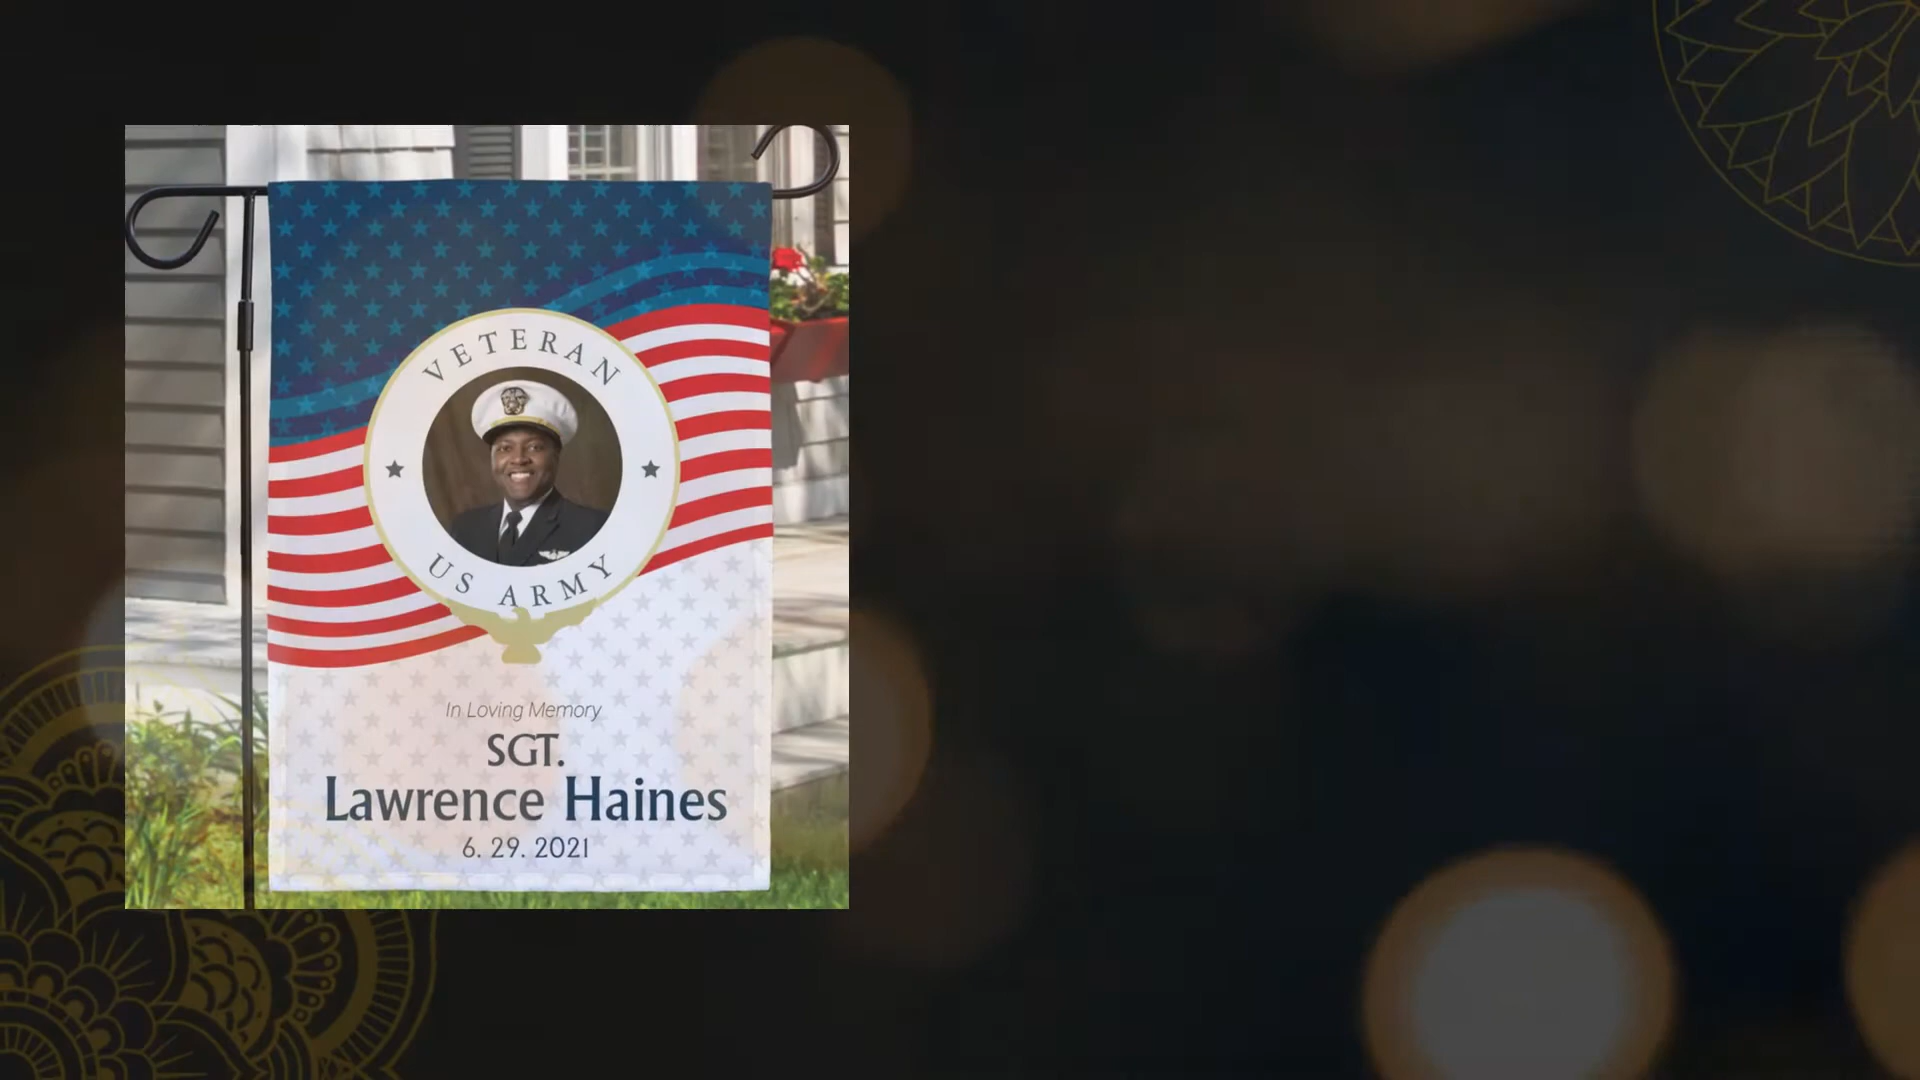 VETERAN
US ARMY
In Loving Memory
SGT.
Lawrence Haines
6. 29. 2021